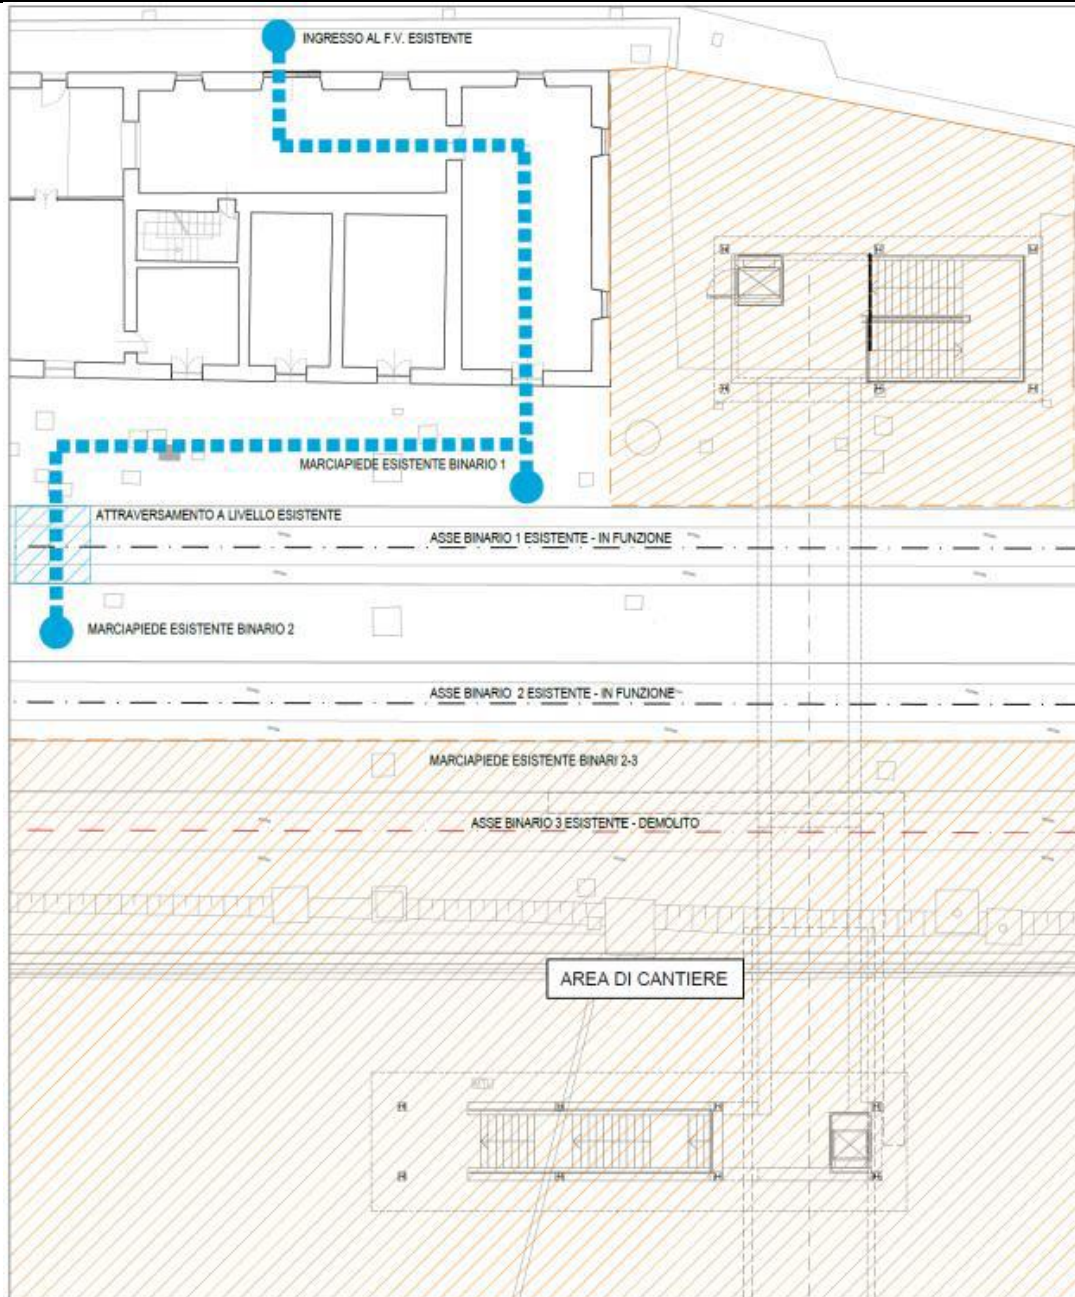 INGRESSO AL F.V. ESISTENTE
MARCIAPIEDE ESISTENTE BINARIO 1
ATTRAVERSAMENTO A LIVELLO ESISTENTE
ASSE BINARIO 1 ESISTENTE - IN FUNZIONE
MARCIAPIEDE ESISTENTE BINARIO 2
ASSE BINARIO 2 ESISTENTE - IN FUNZIONE
MARCIAPIEDE ESISTENTE BINARI 2-3
ASSE BINARIO 3 ESISTENTE - DEMOLITO
AREA DI CANTIERE